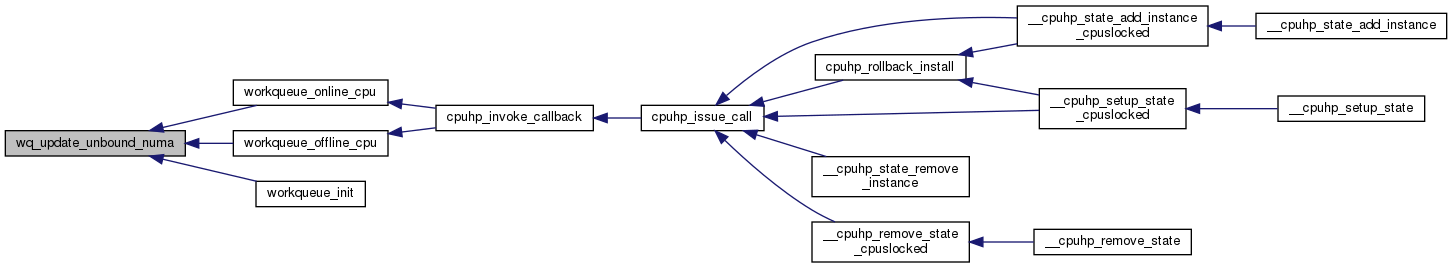 wq_update_unbound_numa
workqueue_online_cpu
workqueue_offline_cpu
workqueue_init
cpuhp_invoke_callback
cpuhp_issue_call
__cpuhp_state_add_instance
_cpuslocked
cpuhp_rollback_install
__cpuhp_setup_state
_cpuslocked
__cpuhp_state_remove
_instance
__cpuhp_remove_state
_cpuslocked
__cpuhp_state_add_instance
__cpuhp_setup_state
__cpuhp_remove_state